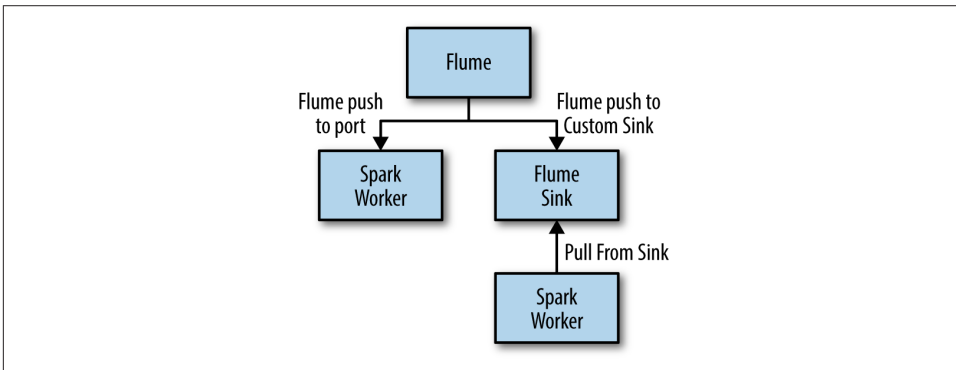 Flume
Flume push
to port
Flume push to
Custom Sink
Spark
Worker
Flume
Sink
Pull From Sink
Spark
Worker